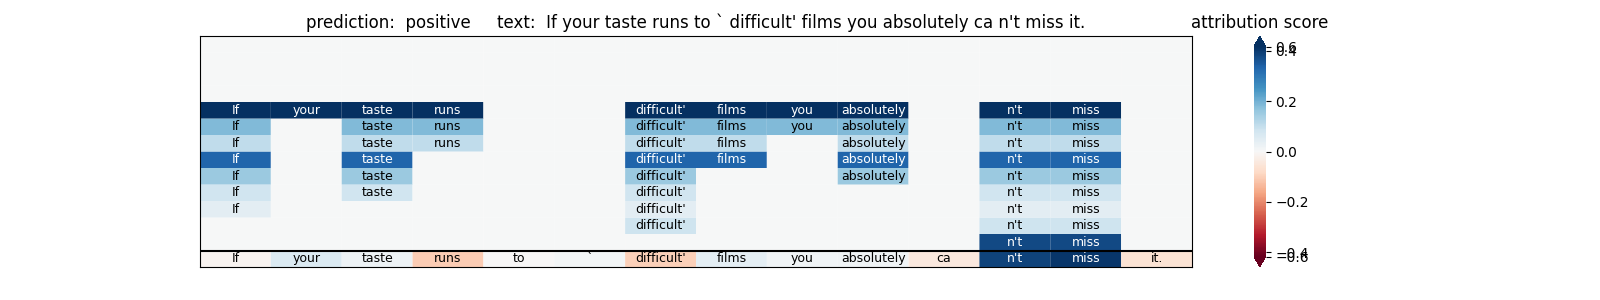 prediction:  positive     text:  If your taste runs to ` difficult' films you absolutely ca n't miss it.
attribution score
If your taste runs difficult' films you absolutely n't miss
If taste runs difficult' films you absolutely n't miss
If taste runs difficult' films absolutely n't miss
If taste difficult' films absolutely n't miss
If taste difficult' absolutely n't miss
If taste difficult' n't miss
If difficult' n't miss
difficult' n't miss
n't miss
If your taste runs to ` difficult' films you absolutely ca n't miss it.
0.6
0.4
0.2
0.0
−0.2
−0.4
−0.6